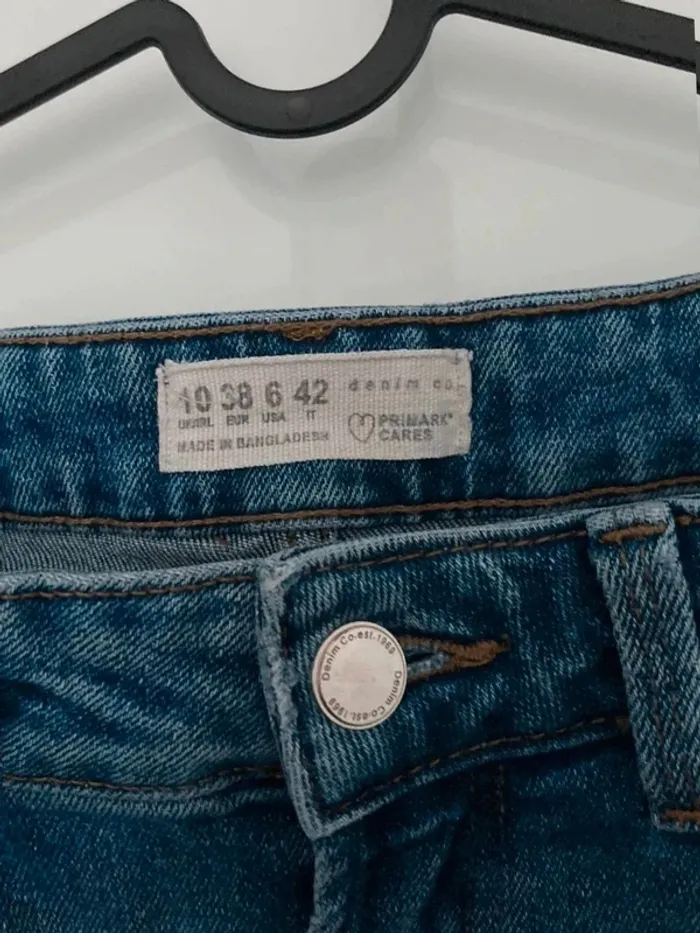 10 38 6 42 denim co.
UK/IRL EUR USA IT
MADE IN BANGLADESH
PRIMARK®
CARES
Denim Co.est.1969
Denim Co.est.1969